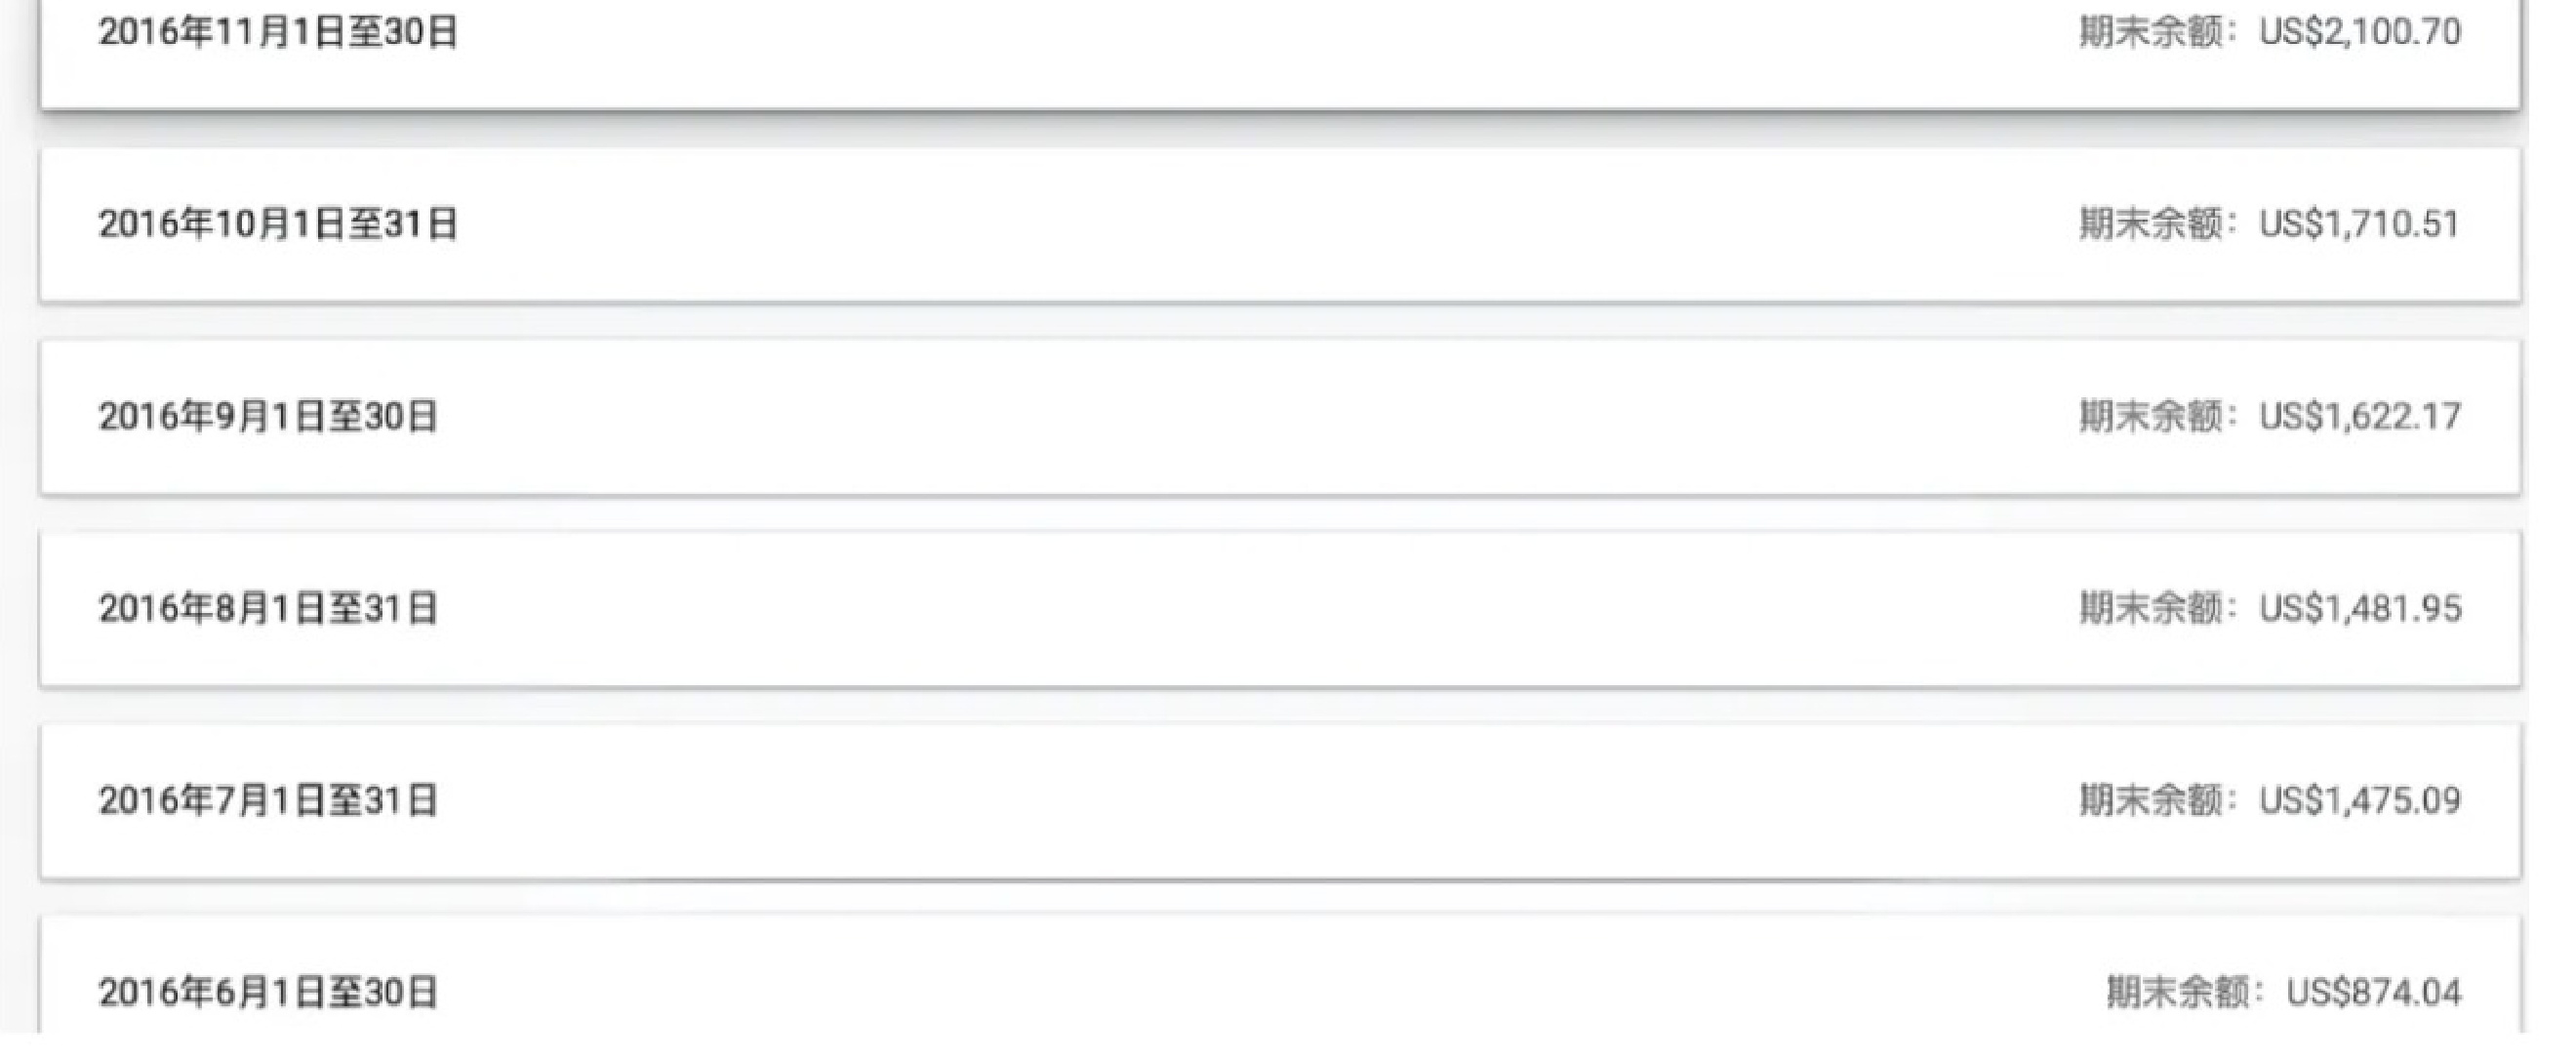 2016年11月1日至30日 期末余额：US$2,100.70
2016年10月1日至31日 期末余额：US$1,710.51
2016年9月1日至30日 期末余额：US$1,622.17
2016年8月1日至31日 期末余额：US$1,481.95
2016年7月1日至31日 期末余额：US$1,475.09
2016年6月1日至30日 期末余额：US$874.04